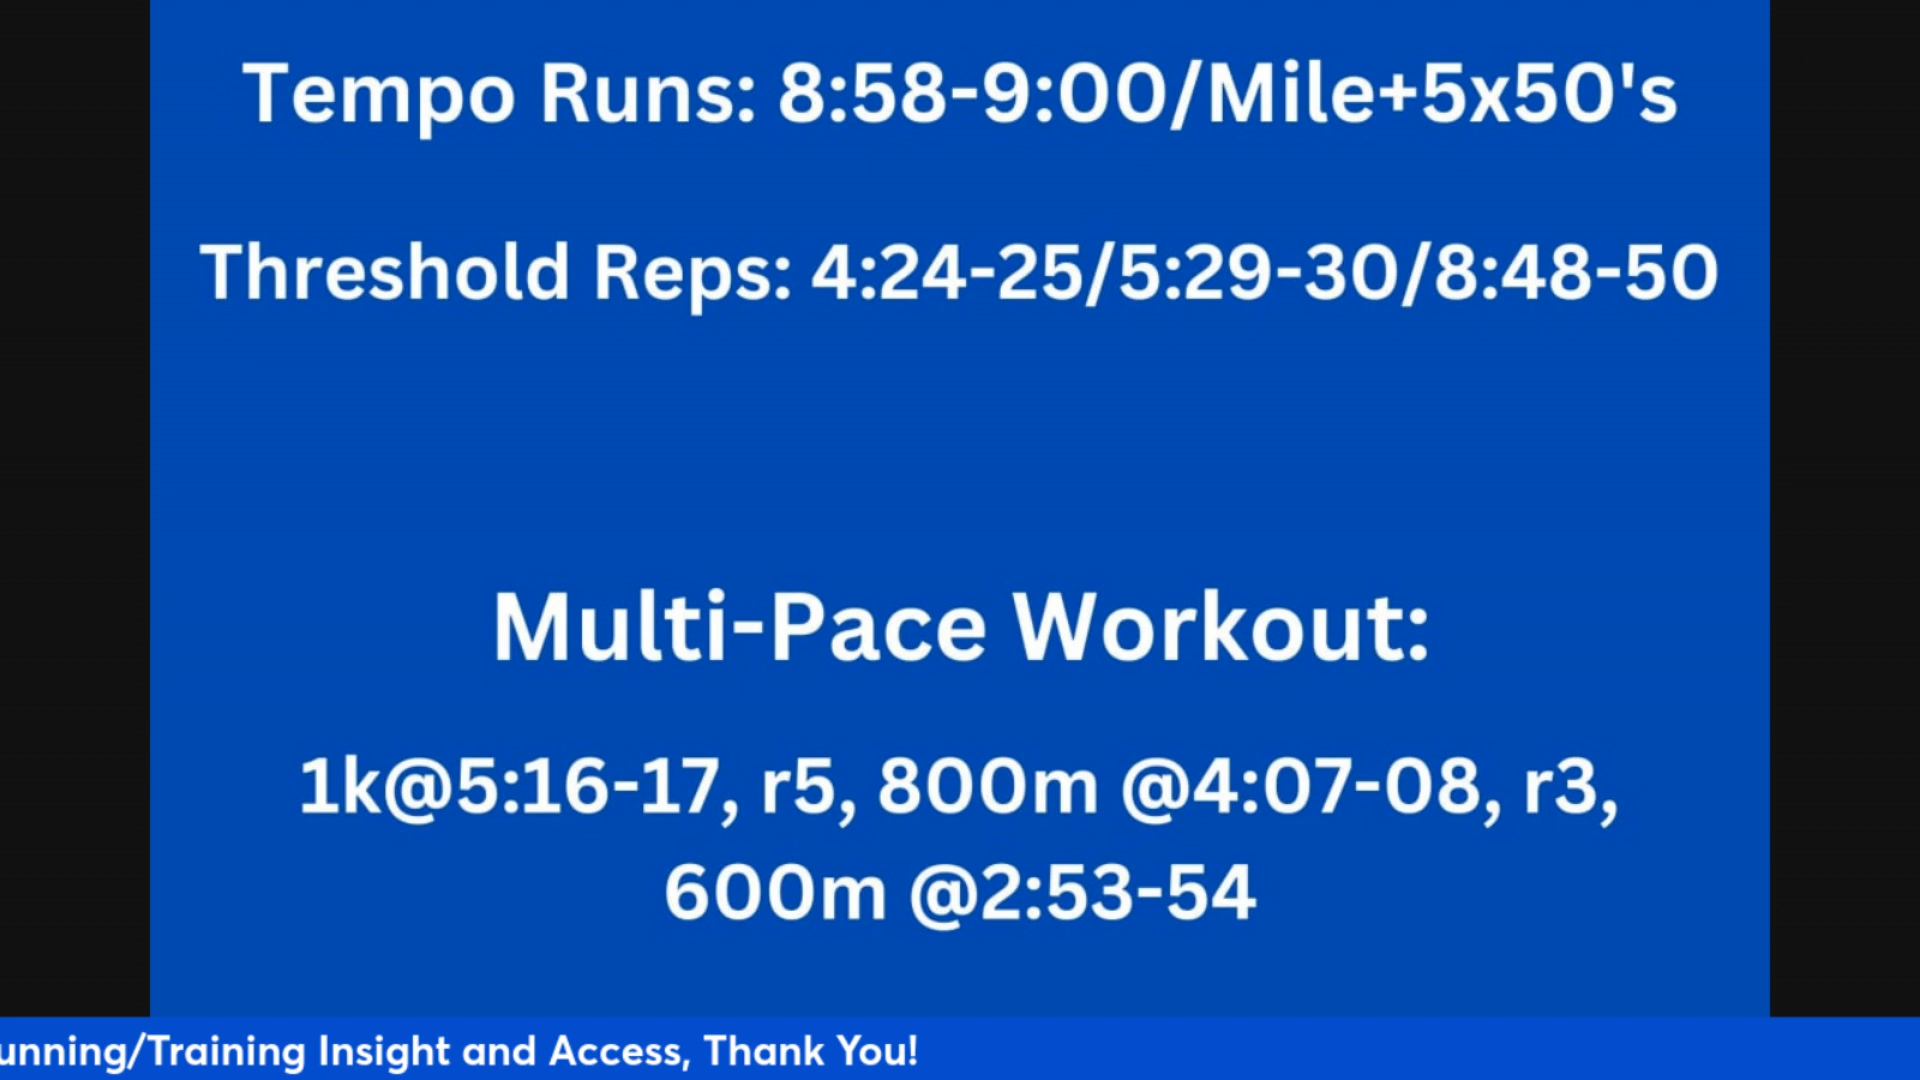 Tempo Runs: 8:58-9:00/Mile+5x50's
Threshold Reps: 4:24-25/5:29-30/8:48-50
Multi-Pace Workout:
1k@5:16-17, r5, 800m @4:07-08, r3,
600m @2:53-54
unning/Training Insight and Access, Thank You!